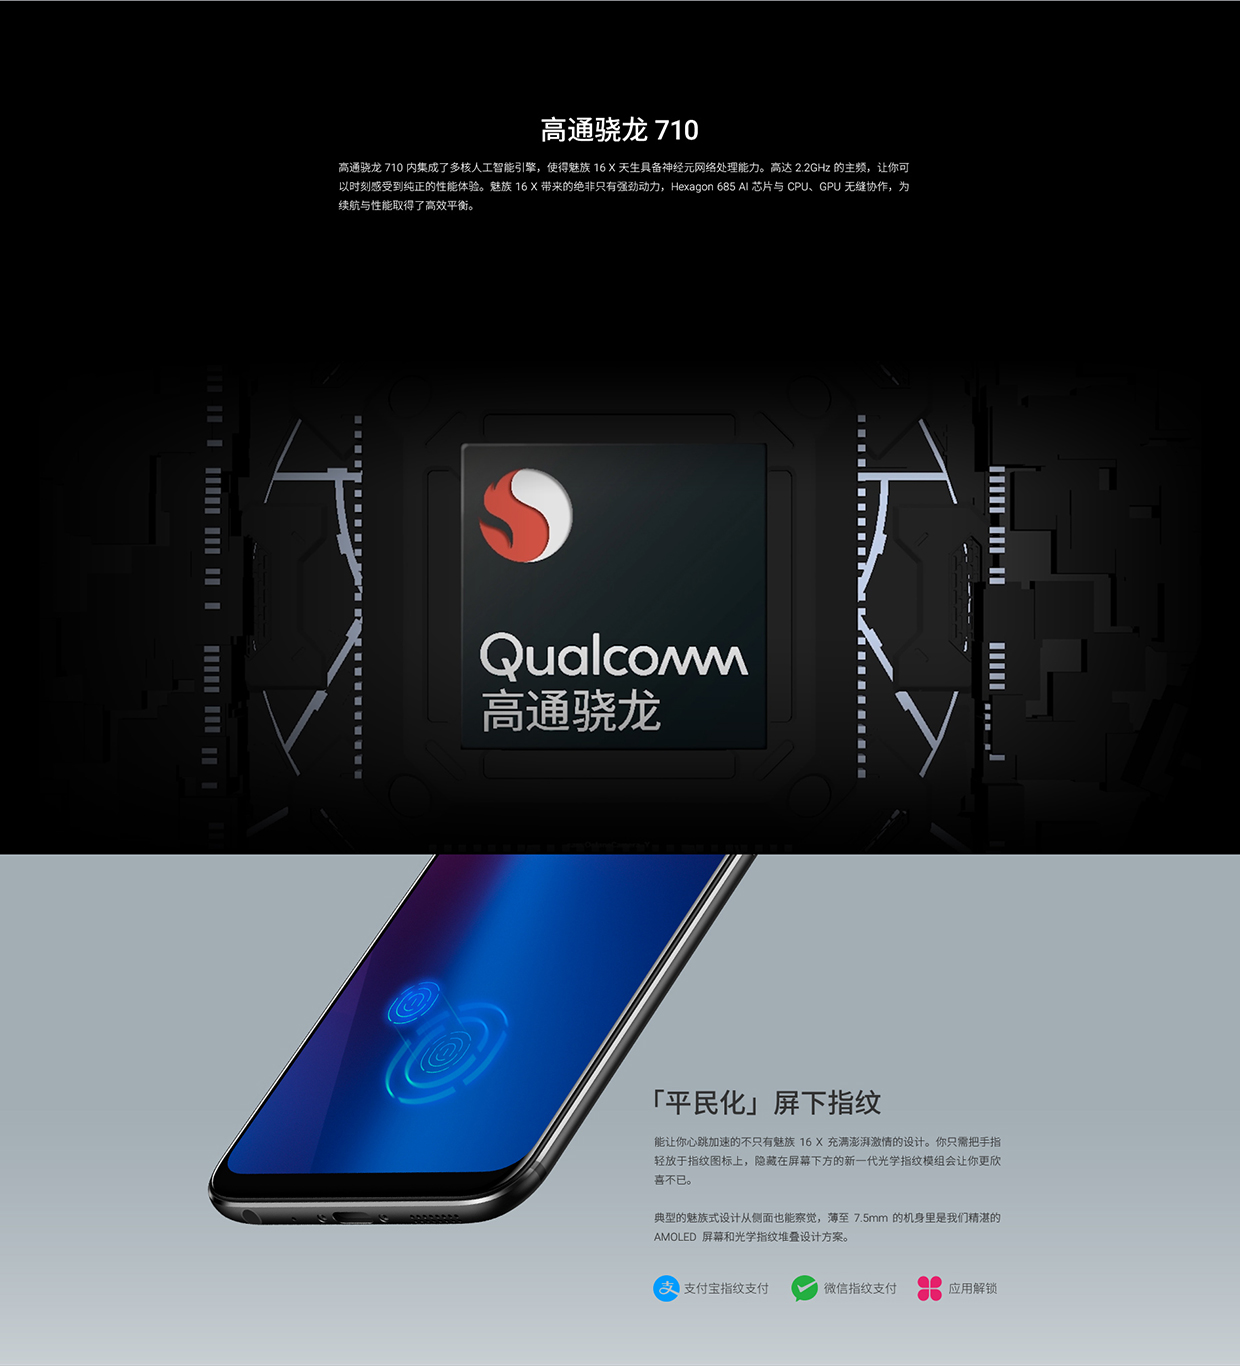 高通骁龙 710
高通骁龙 710 内集成了多核人工智能引擎，使得魅族 16 X 天生具备神经元网络处理能力。高达 2.2GHz 的主频，让你可
以时刻感受到纯正的性能体验。魅族 16 X 带来的绝非只有强劲动力，Hexagon 685 AI 芯片与 CPU、GPU 无缝协作，为
续航与性能取得了高效平衡。
Qualcomm
高通骁龙
「平民化」屏下指纹
能让你心跳加速的不只有魅族 16 X 充满澎湃激情的设计。你只需把手指
轻放于指纹图标上，隐藏在屏幕下方的新一代光学指纹模组会让你更欣
喜不已。
典型的魅族式设计从侧面也能察觉，薄至 7.5mm 的机身里是我们精湛的
AMOLED 屏幕和光学指纹堆叠设计方案。
支 支付宝指纹支付 微信指纹支付 应用解锁